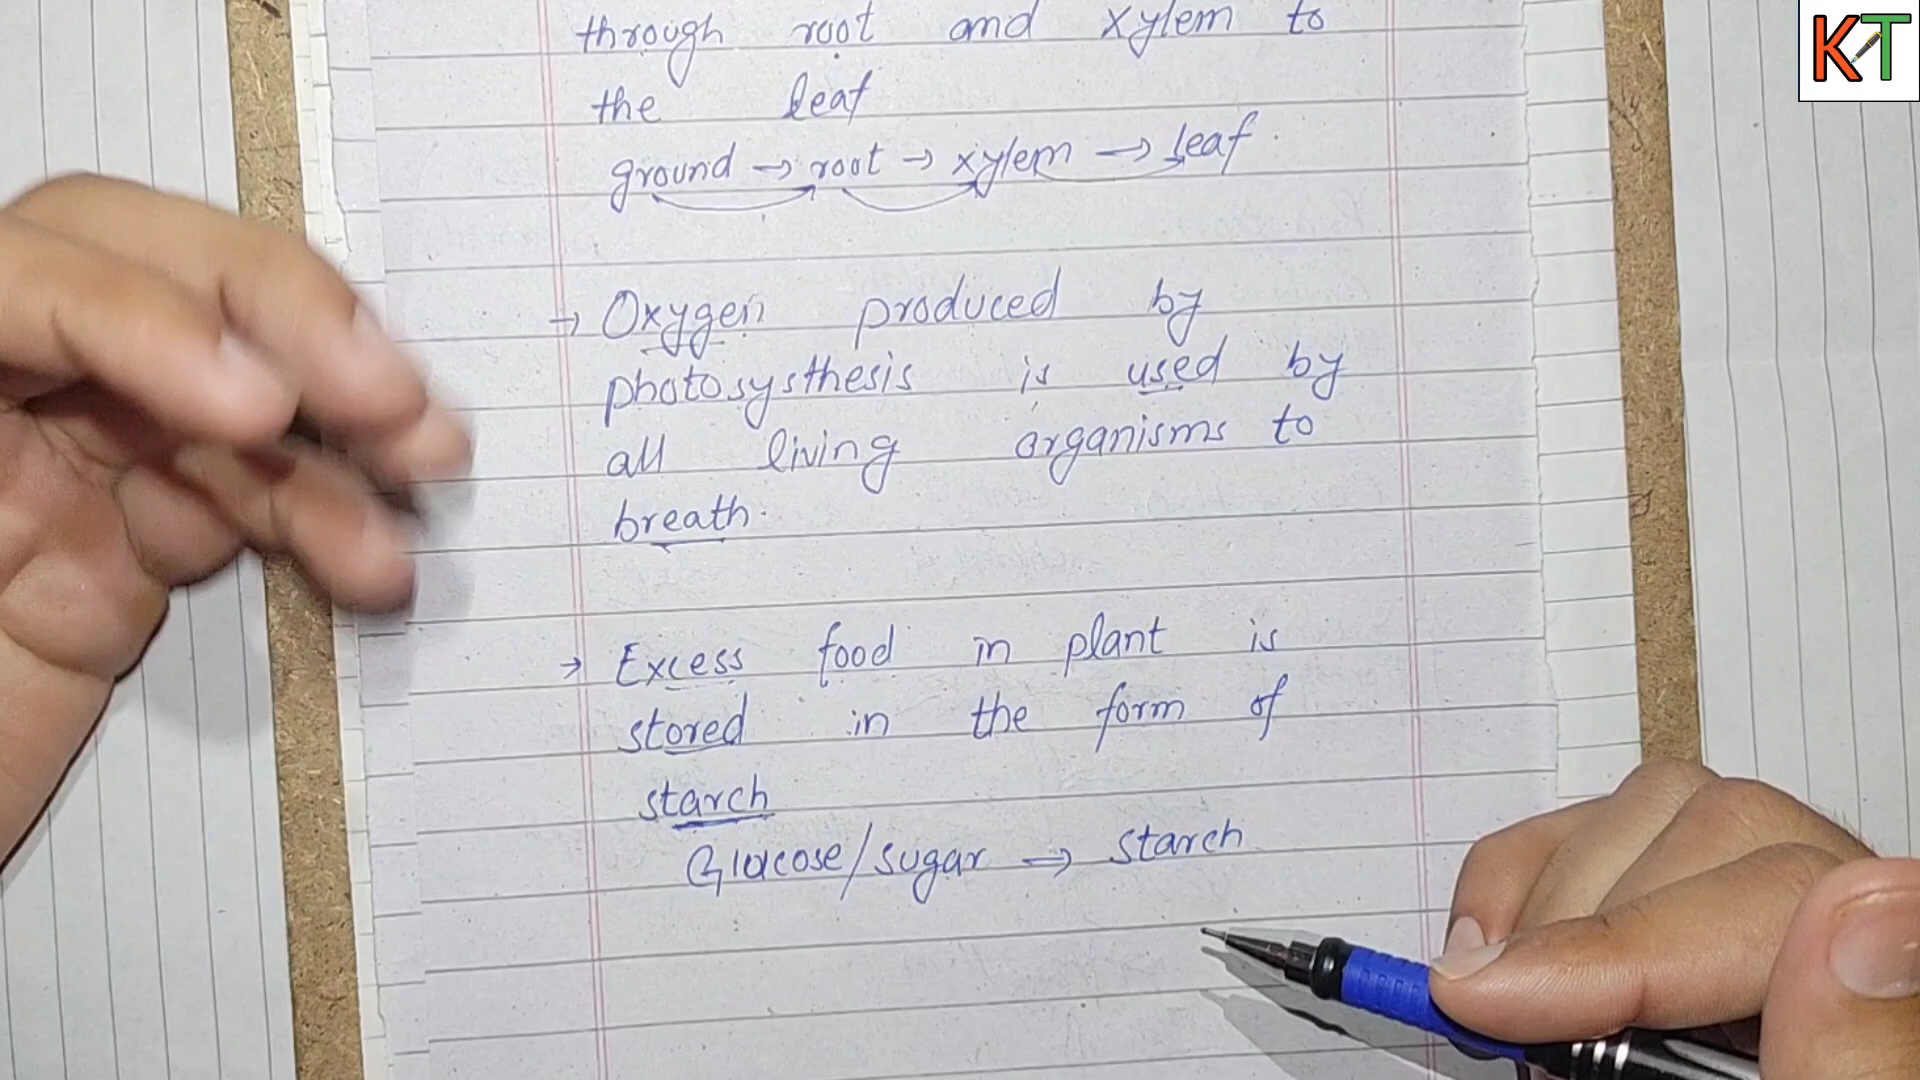 KT
through root and xylem to
the leaf
ground → root → xylem → leaf.
→ Oxygen produced by
photosysthesis is used by
all living organisms to
breath.
→ Excess food in plant is
stored in the form of
starch
Glucose/sugar → starch